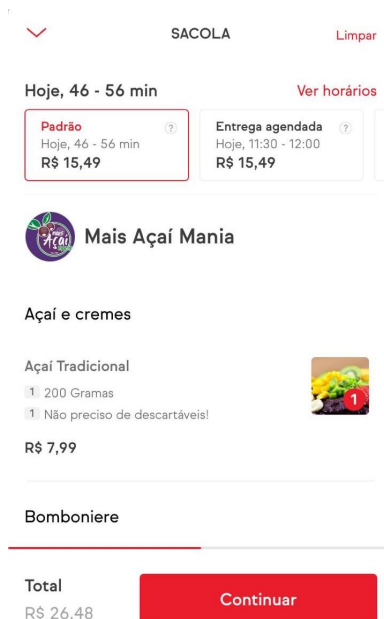 SACOLA
Limpar
Hoje, 46 - 56 min
Ver horários
Padrão
?
Hoje, 46 - 56 min
R$ 15,49
Entrega agendada
?
Hoje, 11:30 - 12:00
R$ 15,49
Mais Açaí Mania
Açaí e cremes
Açaí Tradicional
1 200 Gramas
1 Não preciso de descartáveis!
1
R$ 7,99
Bomboniere
Total
R$ 26,48
Continuar